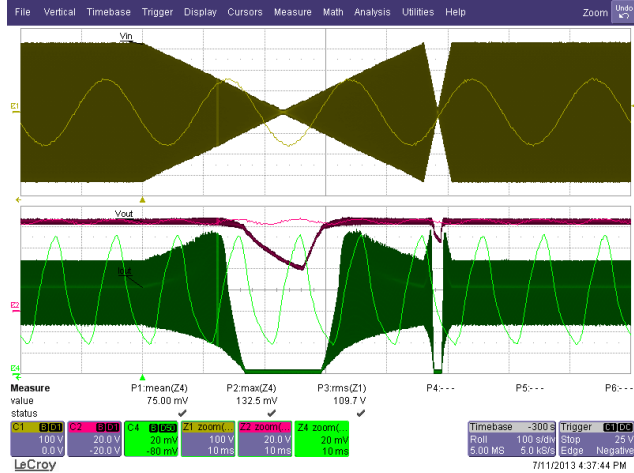 File Vertical Timebase Trigger Display Cursors Measure Math Analysis Utilities Help Zoom Undo
Vin
Vout
Measure P1:mean(Z4) P2:max(Z4) P3:rms(Z1) P4:- - - P5:- - - P6:- - -
value 75.00 mV 132.5 mV 109.7 V
status
C1 B D1 C2 B D1 C4 B D50 Z1 zoom(... Z2 zoom(... Z4 zoom(... Timebase -300 s Trigger C1 DC
100 V 20.0 V 20 mV 100 V 20.0 V 20 mV Roll 100 s/div Stop 25 V
0.0 V -20.0 V -80 mV 10 ms 10 ms 10 ms 5.00 MS 5.0 kS/s Edge Negative
LeCroy 7/11/2013 4:37:44 PM